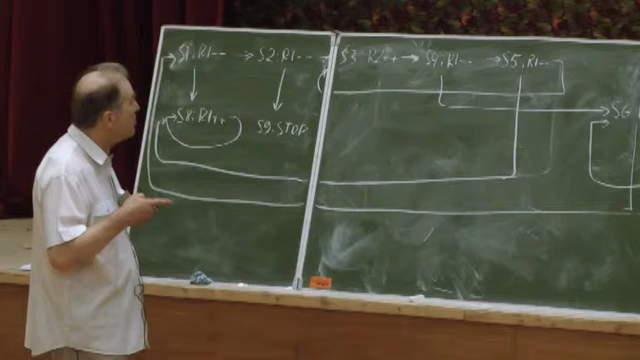 S1: R1-- → S2: R1-- → S3: R2++ → S4: R1-- → S5: R1--
S6
S8: R1++
S9: STOP